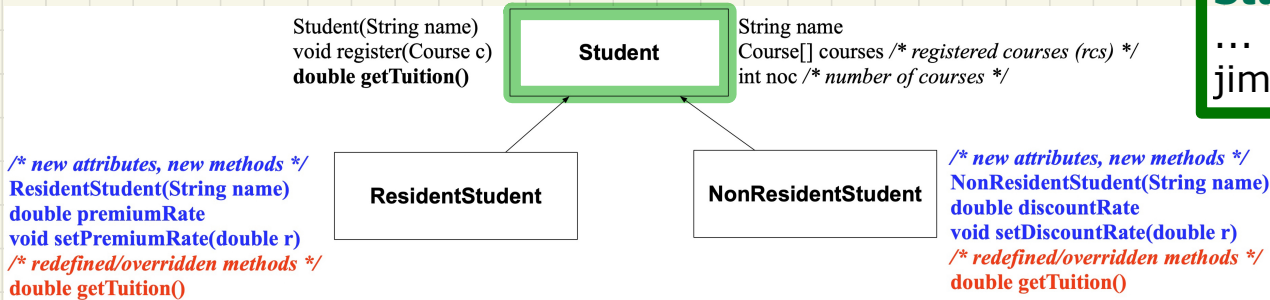 Student(String name)
void register(Course c)
double getTuition()
Student
String name
Course[] courses /* registered courses (rcs) */
int noc /* number of courses */
...
jim
/* new attributes, new methods */
ResidentStudent(String name)
double premiumRate
void setPremiumRate(double r)
/* redefined/overridden methods */
double getTuition()
ResidentStudent
NonResidentStudent
/* new attributes, new methods */
NonResidentStudent(String name)
double discountRate
void setDiscountRate(double r)
/* redefined/overridden methods */
double getTuition()